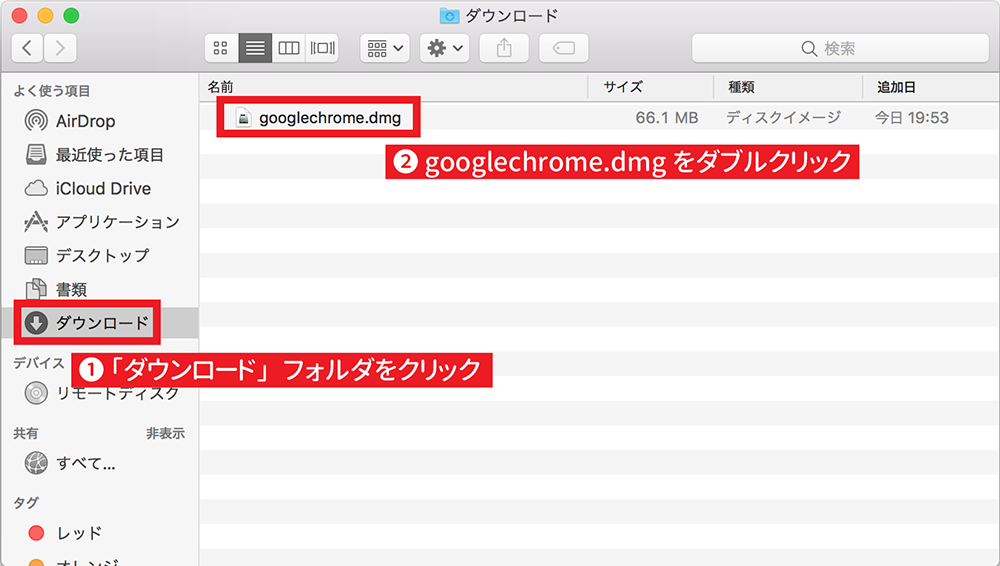 ダウンロード
検索
よく使う項目
AirDrop
最近使った項目
iCloud Drive
アプリケーション
デスクトップ
書類
ダウンロード
デバイス
リモートディスク
共有 非表示
すべて...
タグ
レッド
オレンジ
名前 サイズ 種類 追加日
googlechrome.dmg 66.1 MB ディスクイメージ 今日 19:53
❷ googlechrome.dmg をダブルクリック
❶「ダウンロード」フォルダをクリック